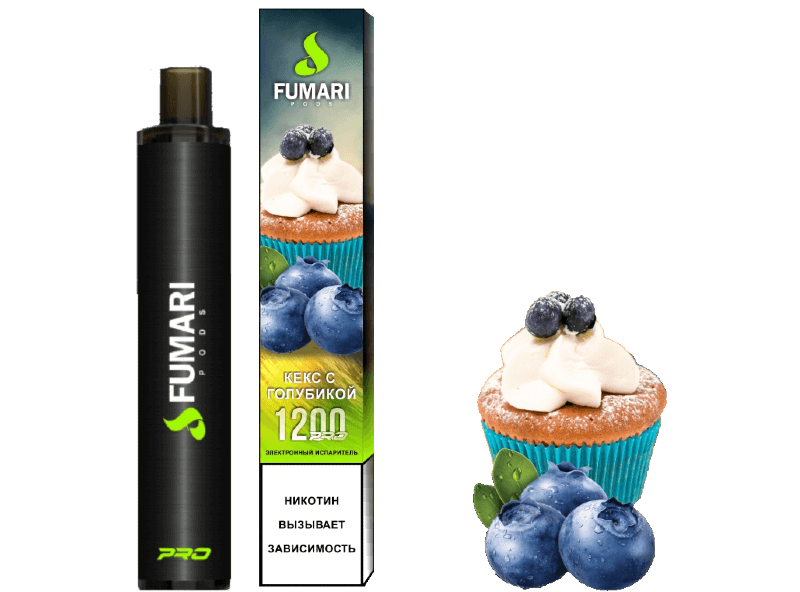 FUMARI
PODS
PRO
FUMARI
PODS
КЕКС С
ГОЛУБИКОЙ
1200
PRO
ЭЛЕКТРОННЫЙ ИСПАРИТЕЛЬ
НИКОТИН
ВЫЗЫВАЕТ
ЗАВИСИМОСТЬ